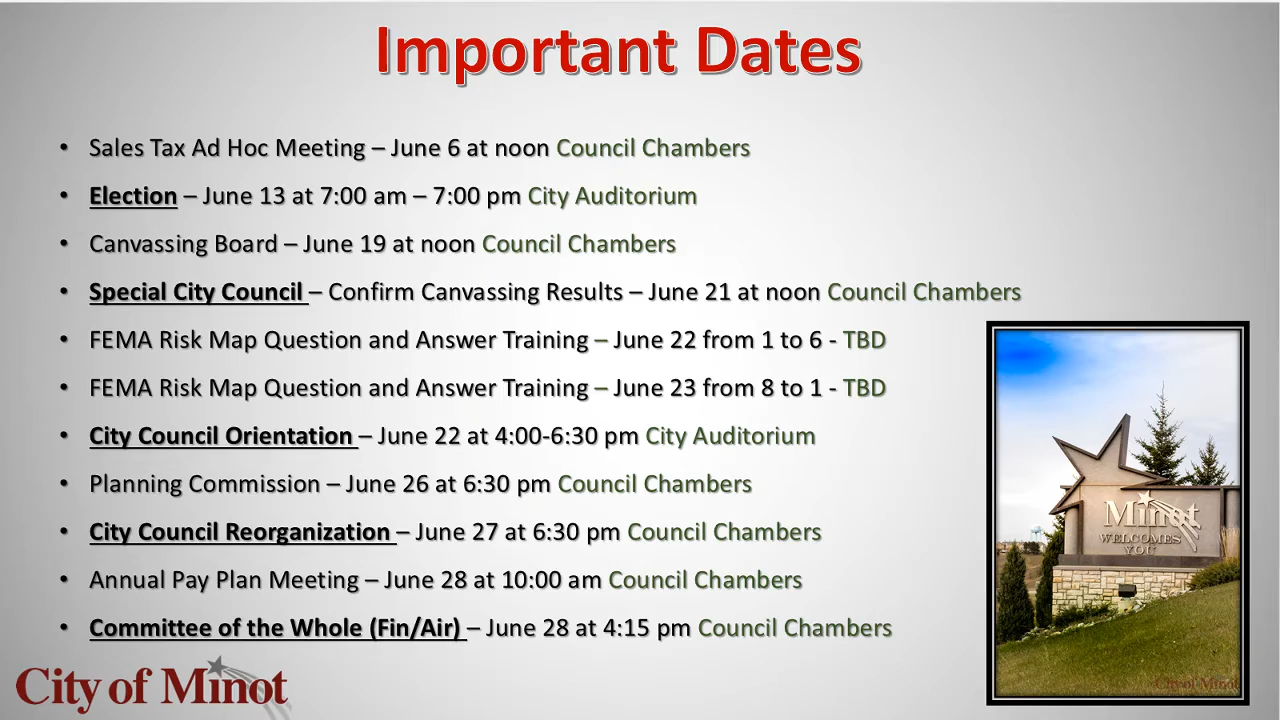 Important Dates
• Sales Tax Ad Hoc Meeting – June 6 at noon Council Chambers
• Election – June 13 at 7:00 am – 7:00 pm City Auditorium
• Canvassing Board – June 19 at noon Council Chambers
• Special City Council – Confirm Canvassing Results – June 21 at noon Council Chambers
• FEMA Risk Map Question and Answer Training – June 22 from 1 to 6 - TBD
• FEMA Risk Map Question and Answer Training – June 23 from 8 to 1 - TBD
• City Council Orientation – June 22 at 4:00-6:30 pm City Auditorium
• Planning Commission – June 26 at 6:30 pm Council Chambers
• City Council Reorganization – June 27 at 6:30 pm Council Chambers
• Annual Pay Plan Meeting – June 28 at 10:00 am Council Chambers
• Committee of the Whole (Fin/Air) – June 28 at 4:15 pm Council Chambers
Minot
WELCOMES
YOU
City of Minot
City of Minot